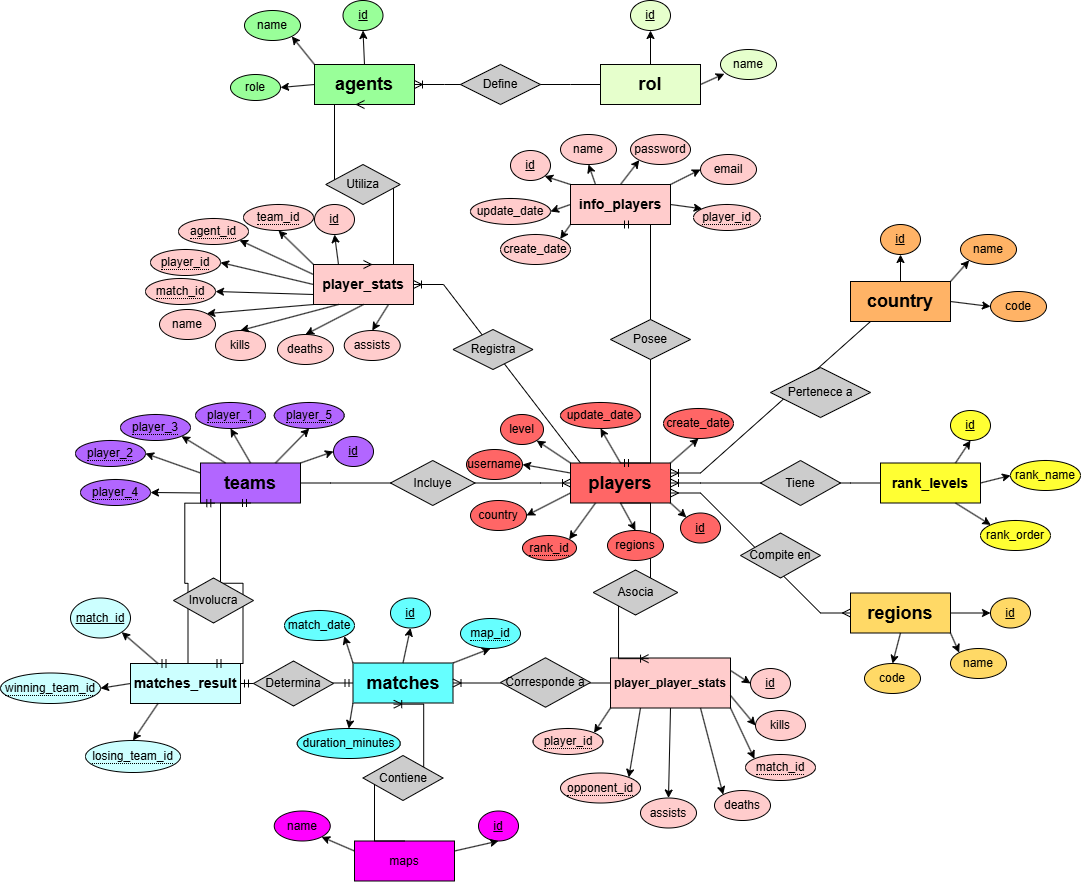 id
name
role
agents
Define
rol
id
name
Utiliza
id
name
password
email
player_id
update_date
create_date
info_players
id
team_id
agent_id
player_id
match_id
name
kills
deaths
assists
player_stats
Registra
Posee
id
name
code
country
Pertenece a
player_1
player_5
player_3
player_2
player_4
id
teams
Incluye
level
update_date
create_date
username
country
rank_id
regions
id
players
Tiene
id
rank_name
rank_order
rank_levels
Compite en
Asocia
regions
id
name
code
Involucra
match_id
winning_team_id
losing_team_id
matches_result
Determina
match_date
id
map_id
duration_minutes
matches
Corresponde a
player_player_stats
id
kills
match_id
deaths
assists
opponent_id
player_id
Contiene
name
id
maps